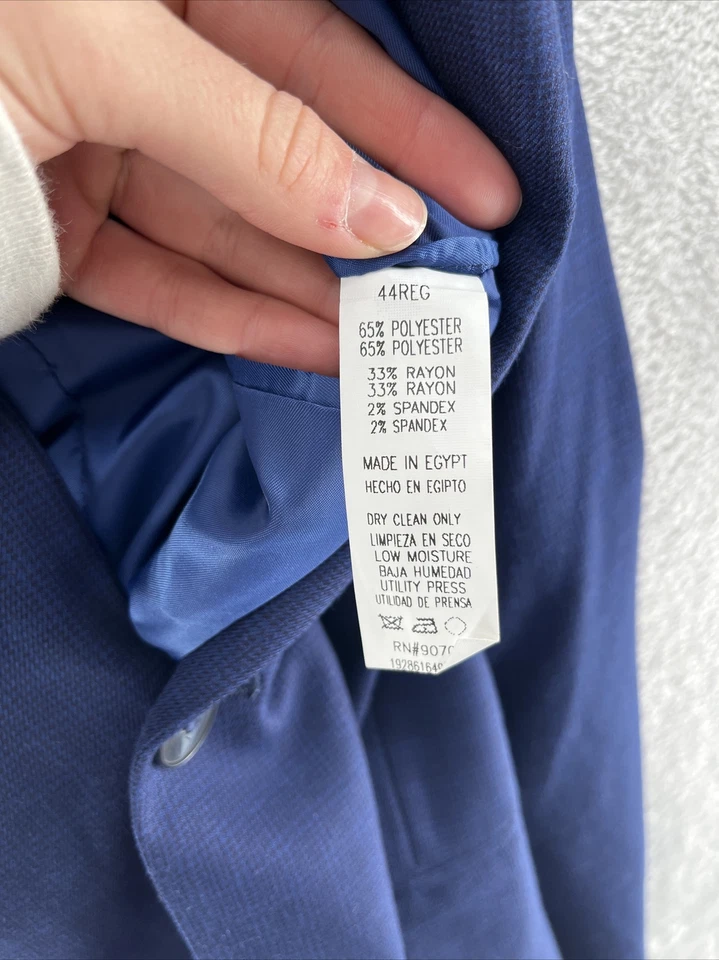 44REG
65% POLYESTER
65% POLYESTER
33% RAYON
33% RAYON
2% SPANDEX
2% SPANDEX
MADE IN EGYPT
HECHO EN EGIPTO
DRY CLEAN ONLY
LIMPIEZA EN SECO
LOW MOISTURE
BAJA HUMEDAD
UTILITY PRESS
UTILIDAD DE PRENSA